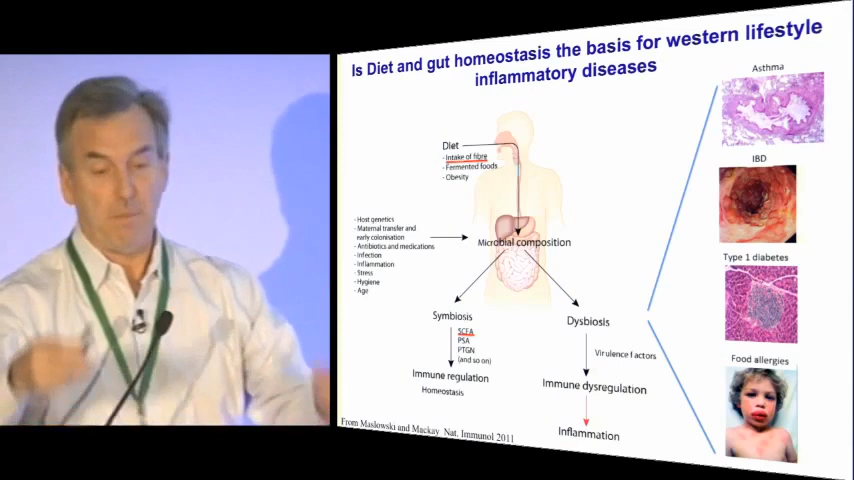 Is Diet and gut homeostasis the basis for western lifestyle
inflammatory diseases
Diet
- Intake of fibre
- Fermented foods
- Obesity
- Host genetics
- Maternal transfer and
early colonisation
- Antibiotics and medications
- Infection
- Inflammation
- Stress
- Hygiene
- Age
Microbial composition
Symbiosis
SCFA
PSA
PTGN
(and so on)
Immune regulation
Homeostasis
Dysbiosis
Virulence factors
Immune dysregulation
Inflammation
From Maslowski and Mackay Nat. Immunol 2011
Asthma
IBD
Type 1 diabetes
Food allergies